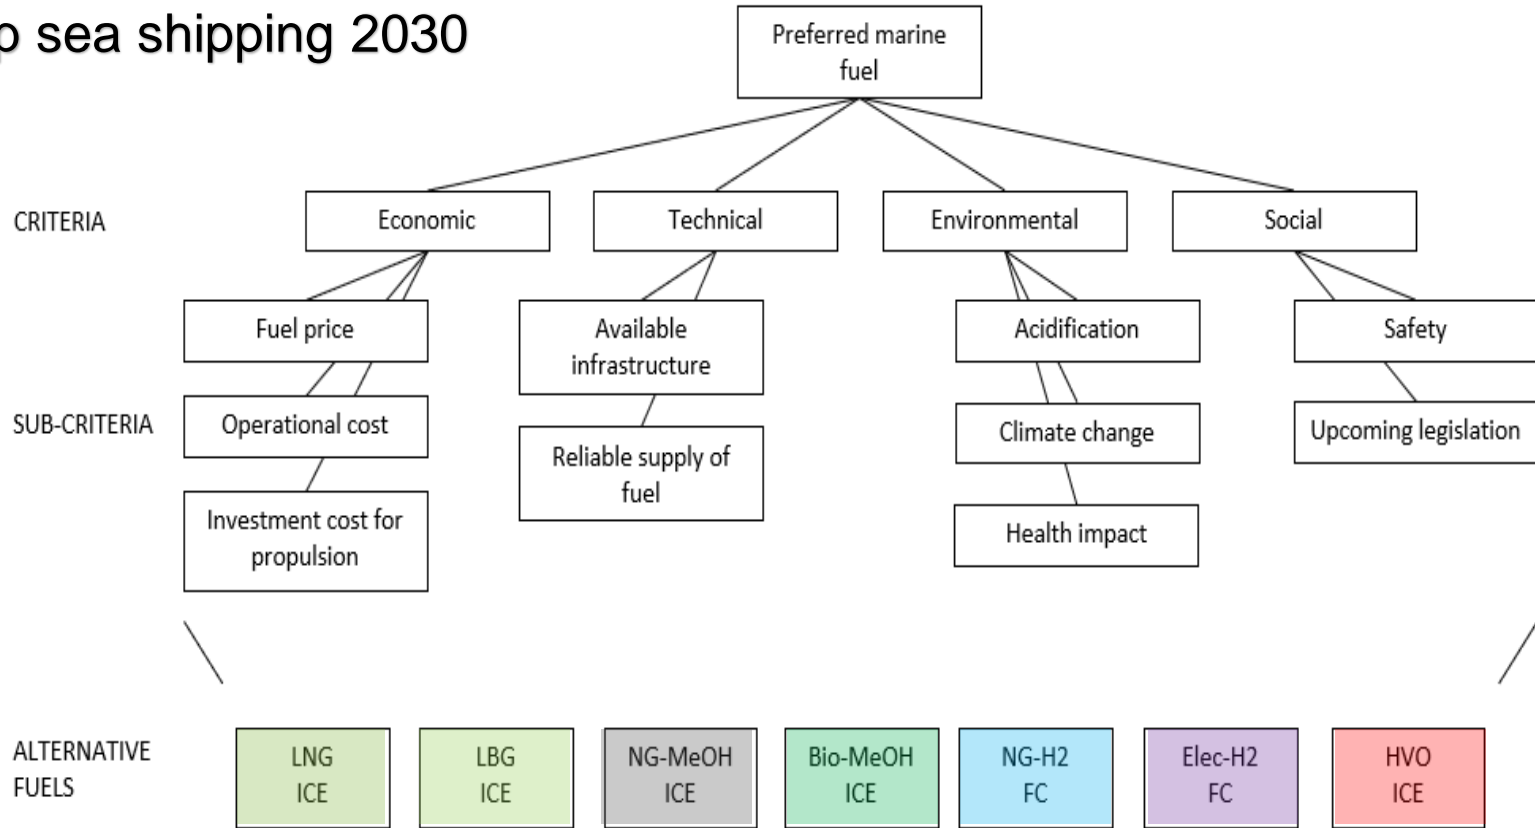 p sea shipping 2030
Preferred marine
fuel
CRITERIA
Economic
Technical
Environmental
Social
SUB-CRITERIA
Fuel price
Operational cost
Investment cost for
propulsion
Available
infrastructure
Reliable supply of
fuel
Acidification
Climate change
Health impact
Safety
Upcoming legislation
ALTERNATIVE
FUELS
LNG
ICE
LBG
ICE
NG-MeOH
ICE
Bio-MeOH
ICE
NG-H2
FC
Elec-H2
FC
HVO
ICE